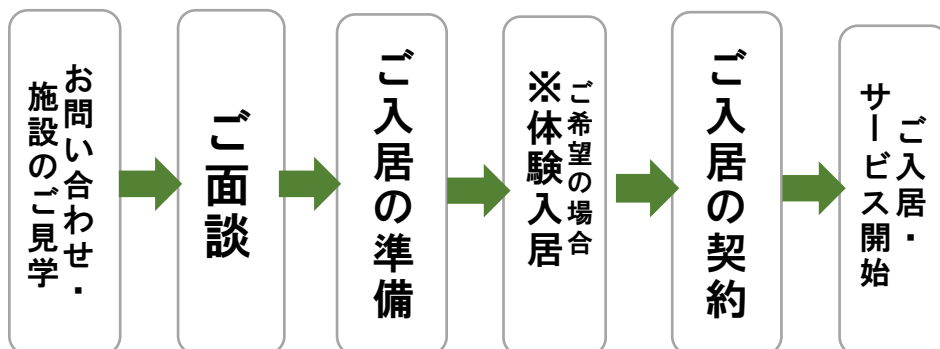 お問い合わせ・
施設のご見学
ご面談
ご入居の準備
ご希望の場合
※体験入居
ご入居の契約
ご入居・
サービス開始